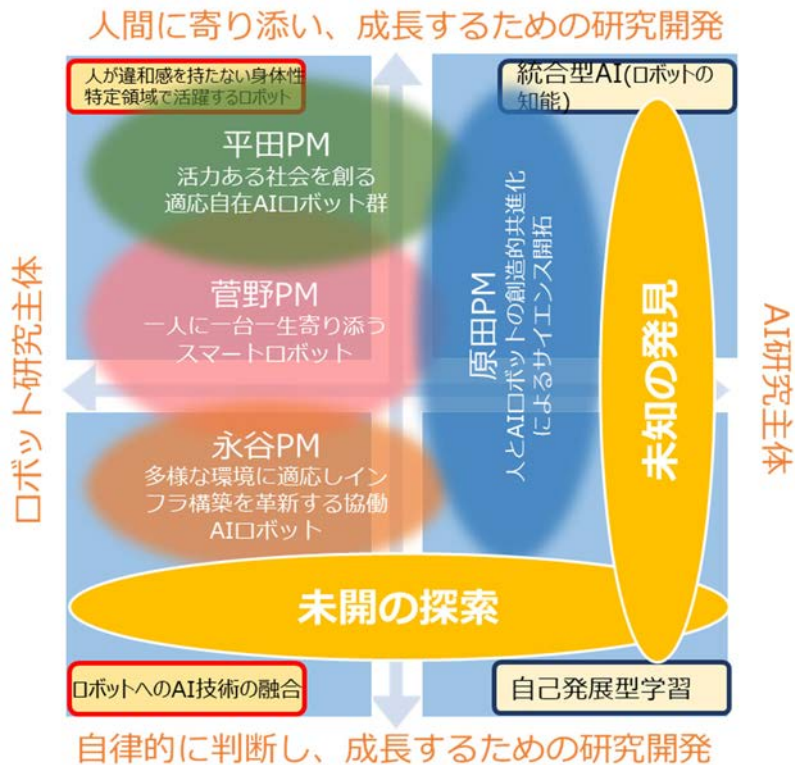 人間に寄り添い、成長するための研究開発
人が違和感を持たない身体性
特定領域で活躍するロボット
統合型AI(ロボットの
知能)
平田PM
活力ある社会を創る
適応自在AIロボット群
菅野PM
一人に一台一生寄り添う
スマートロボット
永谷PM
多様な環境に適応しイン
フラ構築を革新する協働
AIロボット
原田PM
人とAIロボットの創造的共進化
によるサイエンス開拓
未知の発見
未開の探索
ロボット研究主体
AI研究主体
ロボットへのAI技術の融合
自己発展型学習
自律的に判断し、成長するための研究開発